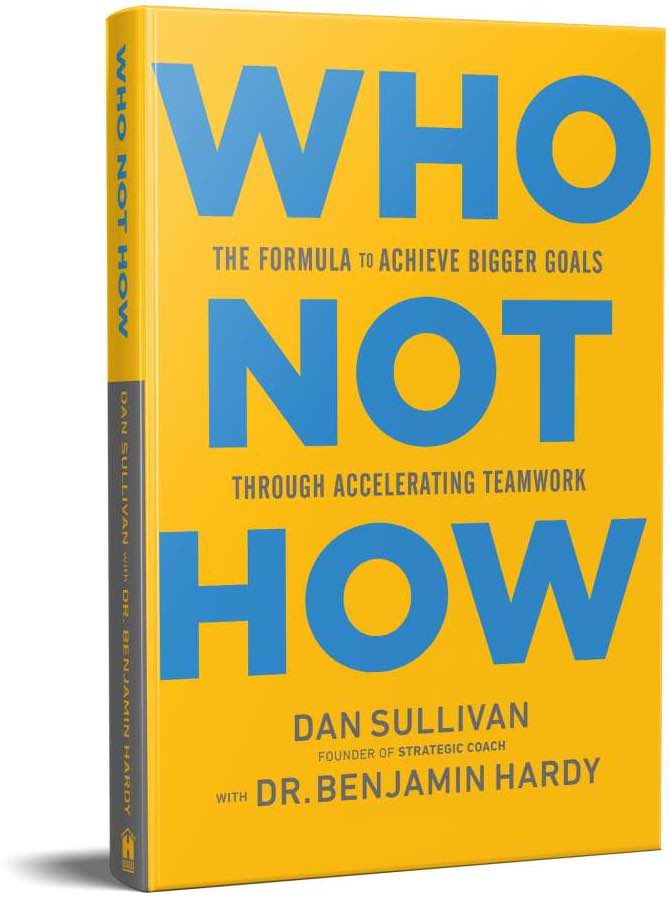 WHO
THE FORMULA TO ACHIEVE BIGGER GOALS
NOT
THROUGH ACCELERATING TEAMWORK
HOW
DAN SULLIVAN
FOUNDER OF STRATEGIC COACH
WITH DR. BENJAMIN HARDY
WHO NOT HOW
DAN SULLIVAN with DR. BENJAMIN HARDY